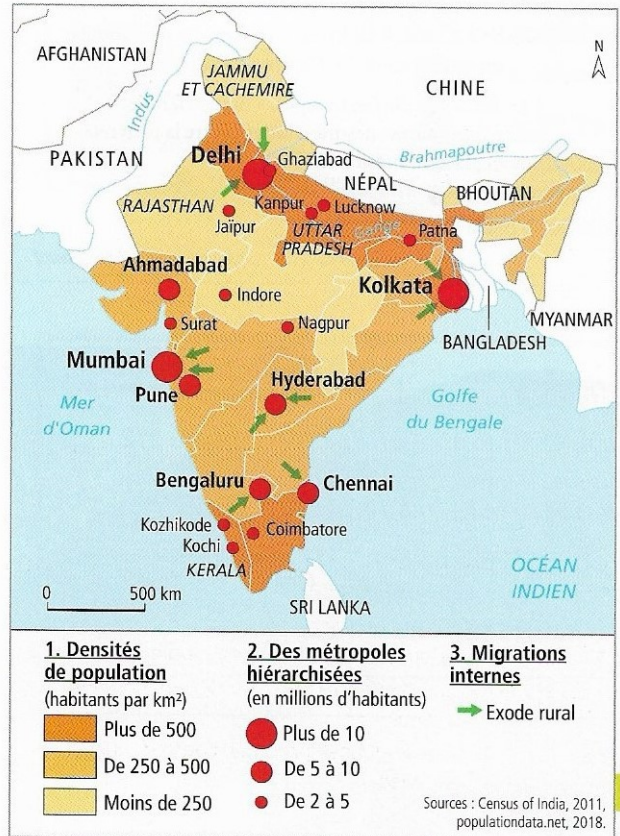 AFGHANISTAN
N
JAMMU
ET CACHEMIRE
CHINE
Indus
PAKISTAN
Delhi
Ghaziabad
Brahmapoutre
NÉPAL
BHOUTAN
RAJASTHAN
Kanpur
Lucknow
Jaïpur
UTTAR
PRADESH
Gange
Patna
Ahmadabad
Indore
Kolkata
Surat
Nagpur
MYANMAR
BANGLADESH
Mumbai
Pune
Hyderabad
Mer
d'Oman
Golfe
du Bengale
Bengaluru
Chennai
Kozhikode
Coimbatore
Kochi
KERALA
OCÉAN
INDIEN
0 500 km
SRI LANKA
1. Densités
de population
(habitants par km²)
Plus de 500
De 250 à 500
Moins de 250
2. Des métropoles
hiérarchisées
(en millions d'habitants)
Plus de 10
De 5 à 10
De 2 à 5
3. Migrations
internes
Exode rural
Sources : Census of India, 2011,
populationdata.net, 2018.